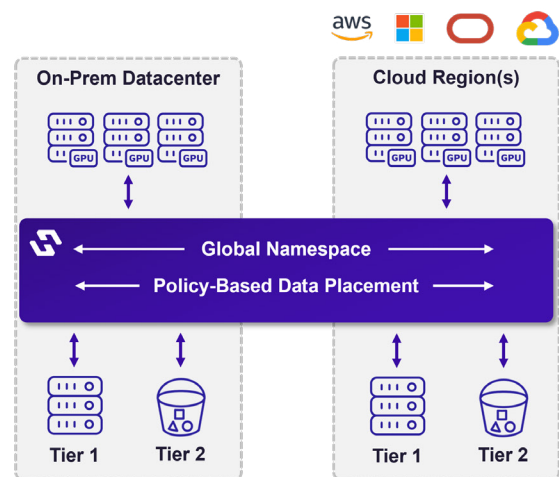 aws
On-Prem Datacenter
Cloud Region(s)
GPU
GPU
GPU
GPU
GPU
GPU
Global Namespace
Policy-Based Data Placement
Tier 1
Tier 2
Tier 1
Tier 2